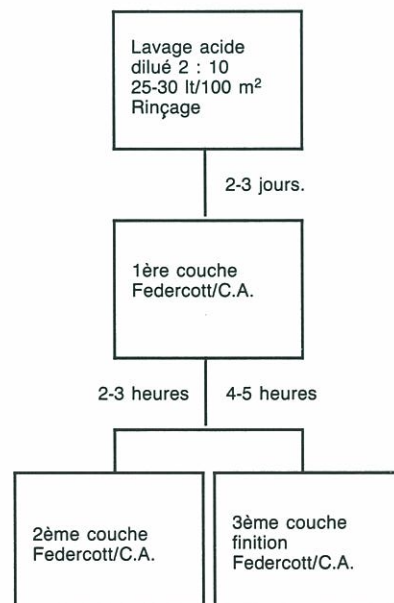 Lavage acide
dilué 2 : 10
25-30 lt/100 m²
Rinçage
2-3 jours.
1ère couche
Federcott/C.A.
2-3 heures
4-5 heures
2ème couche
Federcott/C.A.
3ème couche
finition
Federcott/C.A.